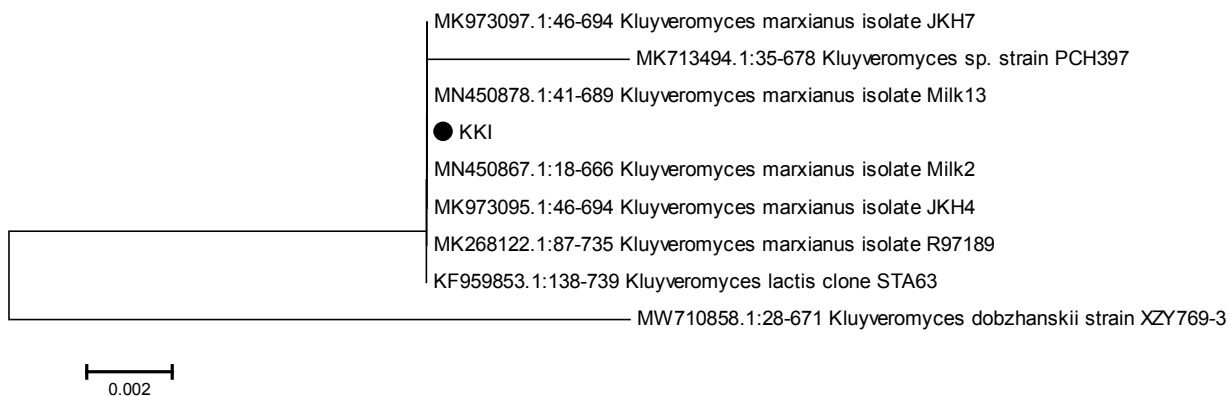 MK973097.1:46-694 Kluyveromyces marxianus isolate JKH7
MK713494.1:35-678 Kluyveromyces sp. strain PCH397
MN450878.1:41-689 Kluyveromyces marxianus isolate Milk13
KKI
MN450867.1:18-666 Kluyveromyces marxianus isolate Milk2
MK973095.1:46-694 Kluyveromyces marxianus isolate JKH4
MK268122.1:87-735 Kluyveromyces marxianus isolate R97189
KF959853.1:138-739 Kluyveromyces lactis clone STA63
MW710858.1:28-671 Kluyveromyces dobzhanskii strain XZY769-3
0.002